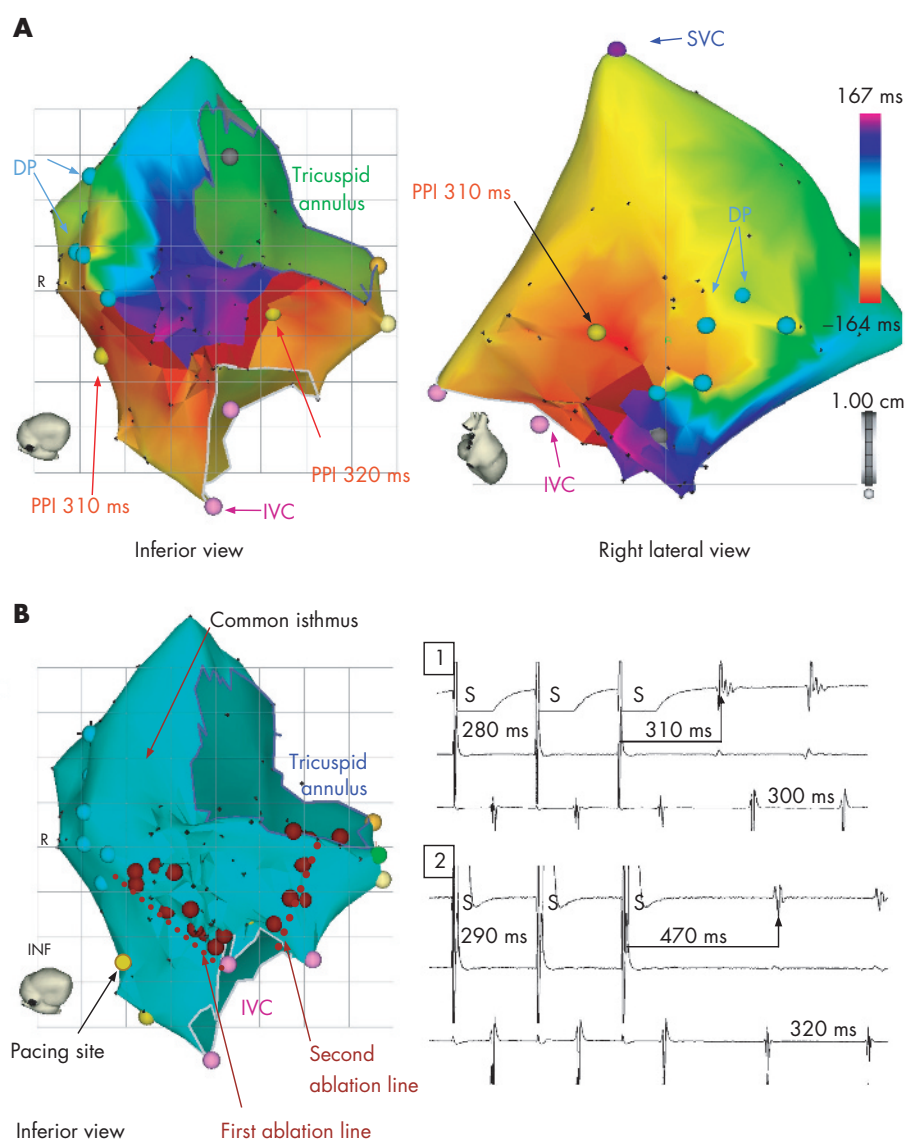 A
SVC
167 ms
DP
Tricuspid
annulus
PPI 310 ms
DP
R
–164 ms
1.00 cm
PPI 320 ms
PPI 310 ms
IVC
IVC
Inferior view
Right lateral view
B
Common isthmus
1
S
S
S
280 ms
310 ms
Tricuspid
annulus
300 ms
R
2
S
S
S
290 ms
470 ms
INF
IVC
320 ms
Pacing site
Second
ablation line
Inferior view
First ablation line